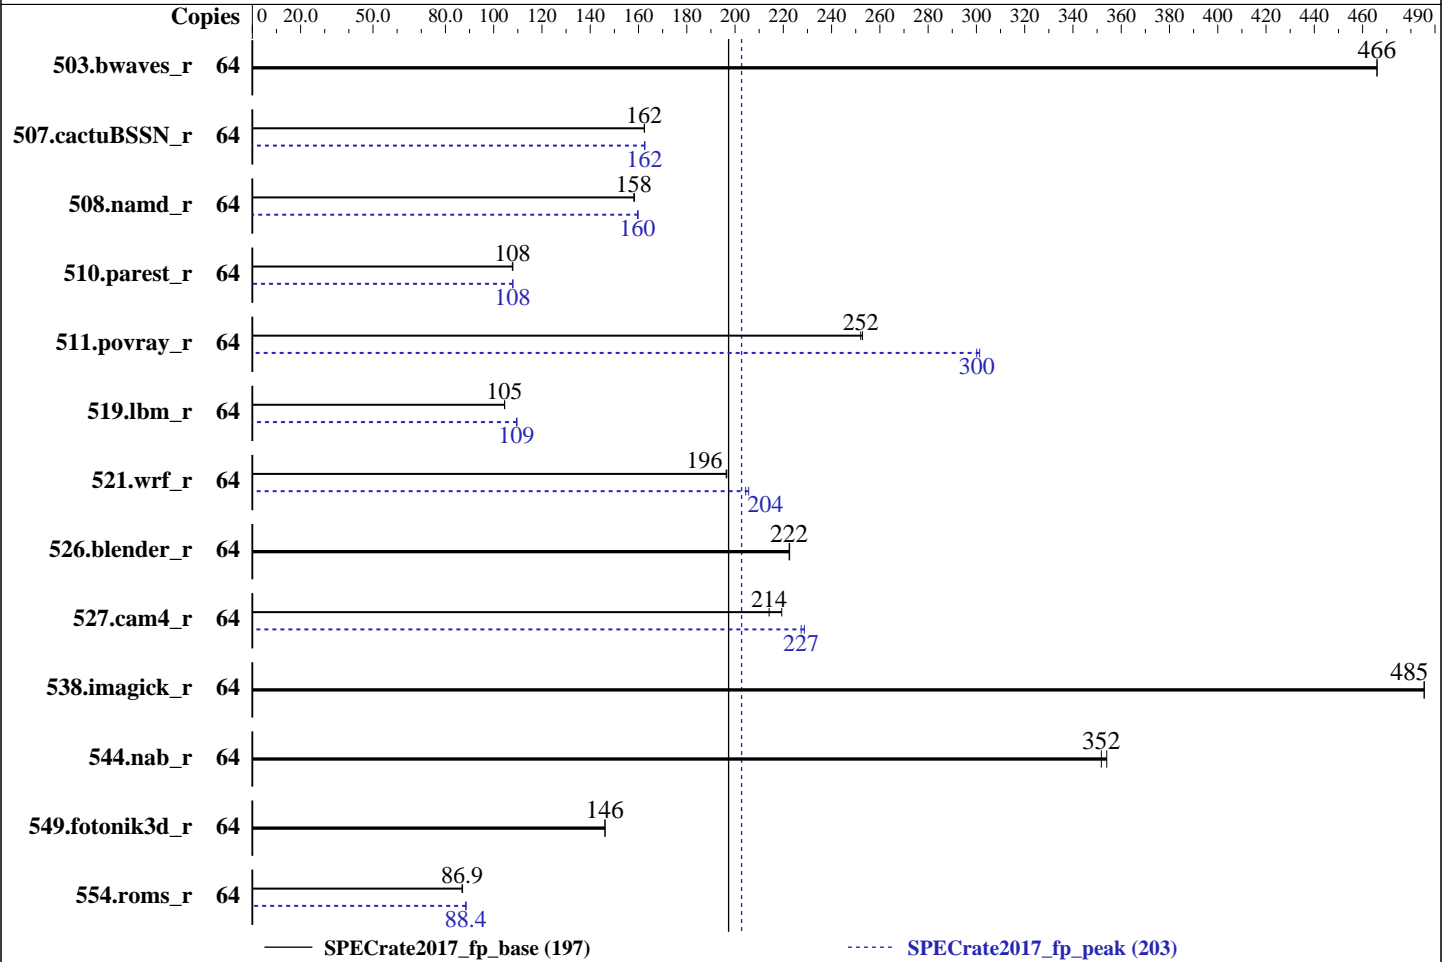 Copies 0 20.0 50.0 80.0 100 120 140 160 180 200 220 240 260 280 300 320 340 360 380 400 420 440 460 490
503.bwaves_r 64 466
507.cactuBSSN_r 64 162
162
508.namd_r 64 158
160
510.parest_r 64 108
108
511.povray_r 64 252
300
519.lbm_r 64 105
109
521.wrf_r 64 196
204
526.blender_r 64 222
527.cam4_r 64 214
227
538.imagick_r 64 485
544.nab_r 64 352
549.fotonik3d_r 64 146
554.roms_r 64 86.9
88.4
SPECrate2017_fp_base (197) SPECrate2017_fp_peak (203)